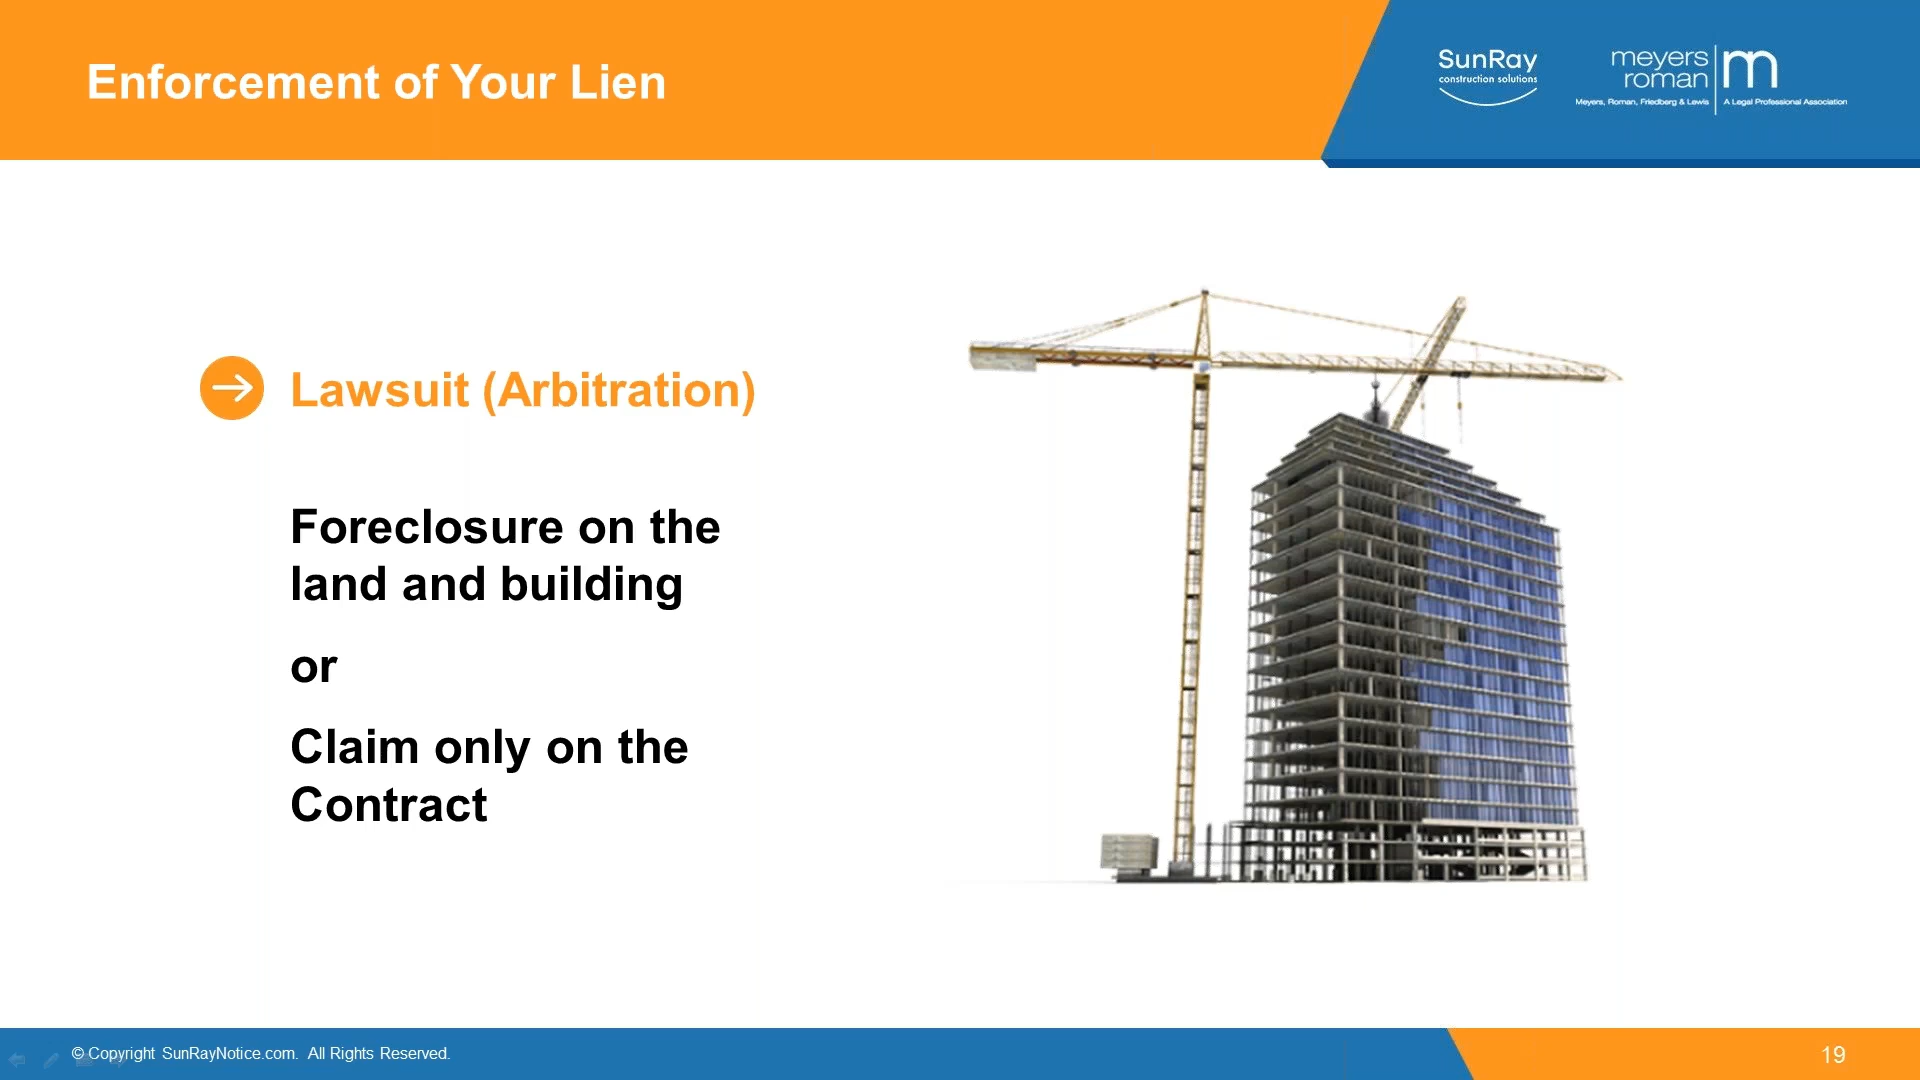 Enforcement of Your Lien
SunRay
construction solutions
meyers
roman
m
Meyers, Roman, Friedberg & Lewis
A Legal Professional Association
Lawsuit (Arbitration)
Foreclosure on the
land and building
or
Claim only on the
Contract
© Copyright SunRayNotice.com. All Rights Reserved.
19